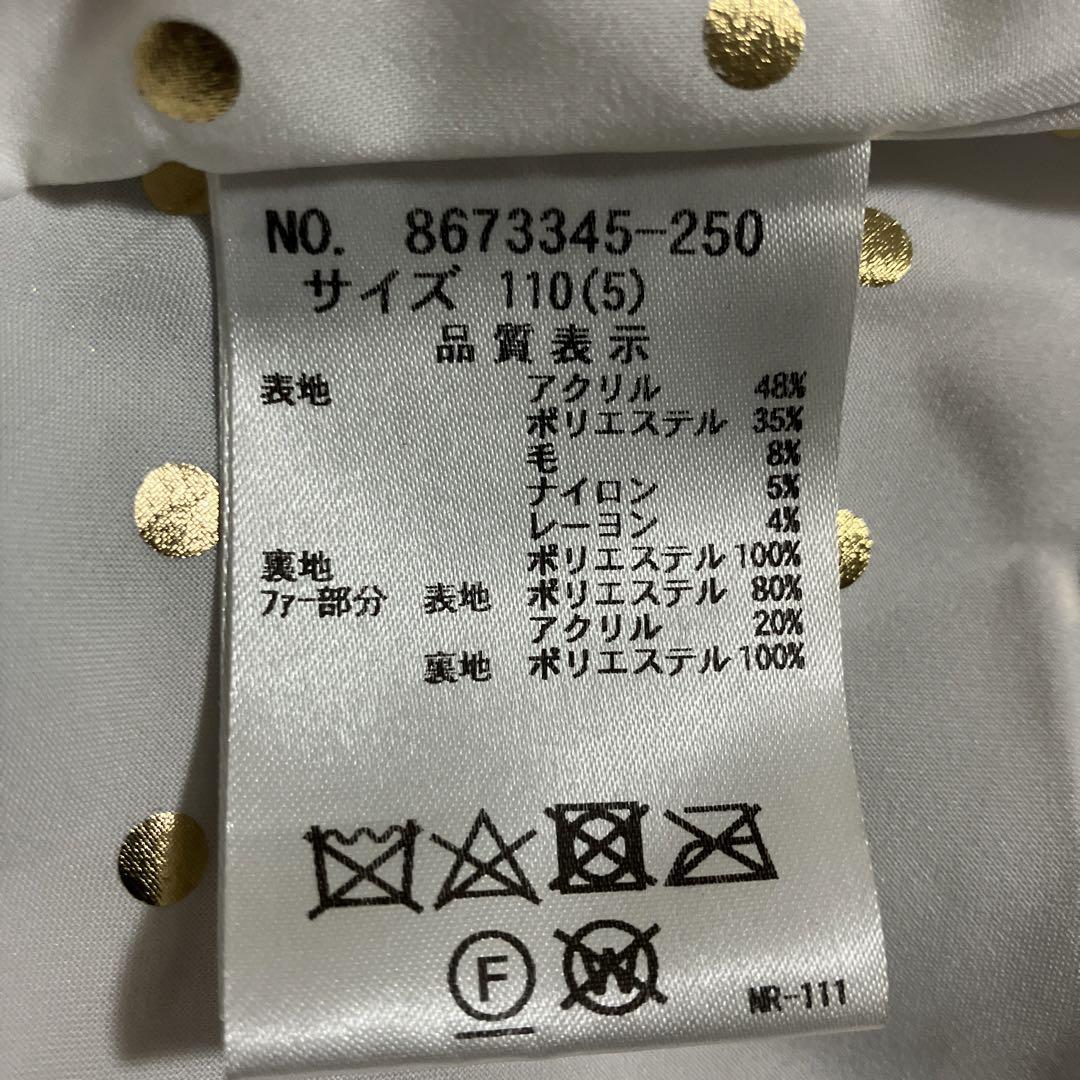 NO. 8673345-250
サイズ 110(5)
品質表示
表地 アクリル 48%
ポリエステル 35%
毛 8%
ナイロン 5%
レーヨン 4%
裏地 ポリエステル 100%
ファー部分 表地 ポリエステル 80%
アクリル 20%
裏地 ポリエステル 100%
F W
NR-111